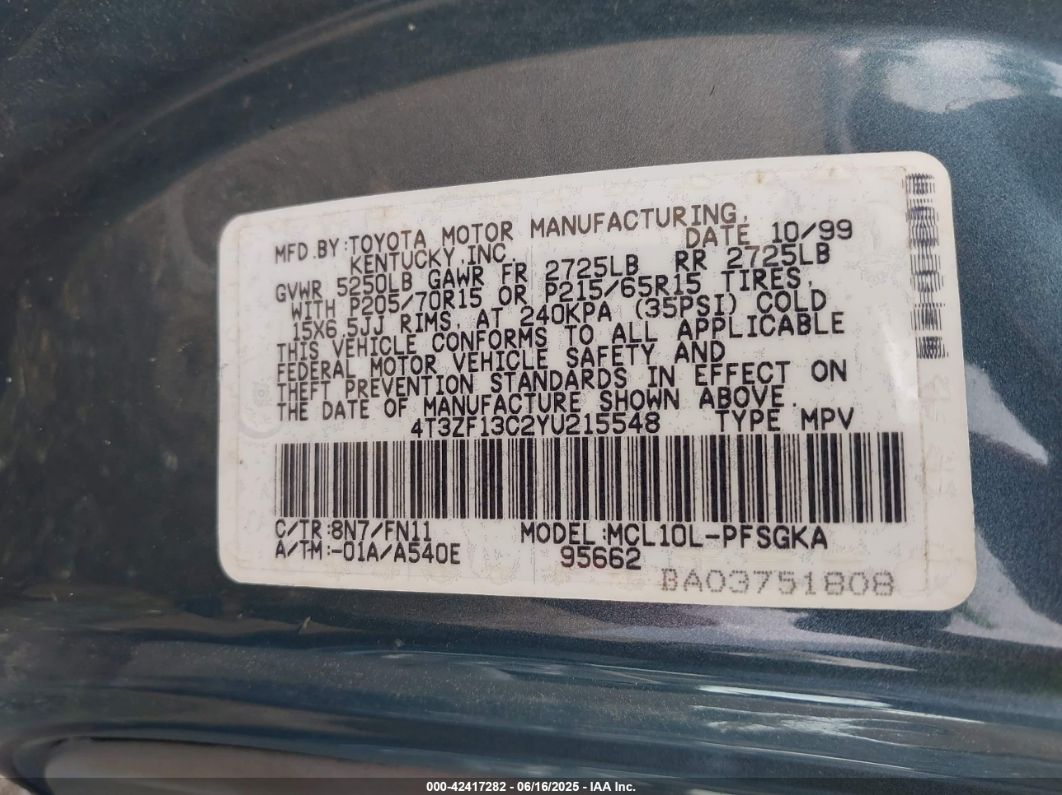 MFD BY:TOYOTA MOTOR MANUFACTURING,
KENTUCKY.INC. DATE 10/99
GVWR 5250LB GAWR FR 2725LB RR 2725LB
WITH P205/70R15 OR P215/65R15 TIRES,
15X6.5JJ RIMS, AT 240KPA (35PSI) COLD
THIS VEHICLE CONFORMS TO ALL APPLICABLE
FEDERAL MOTOR VEHICLE SAFETY AND
THEFT PREVENTION STANDARDS IN EFFECT ON
THE DATE OF MANUFACTURE SHOWN ABOVE.
4T3ZF13C2YU215548 TYPE MPV
C/TR:8N7/FN11 MODEL:MCL10L-PFSGKA
A/TM:-01A/A540E 95662
BA03751808
000-42417282 - 06/16/2025 - IAA Inc.